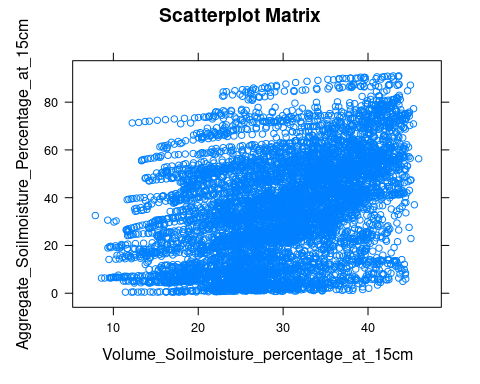 Scatterplot Matrix
Aggregate_Soilmoisture_Percentage_at_15cm
80
60
40
20
0
10 20 30 40
Volume_Soilmoisture_percentage_at_15cm